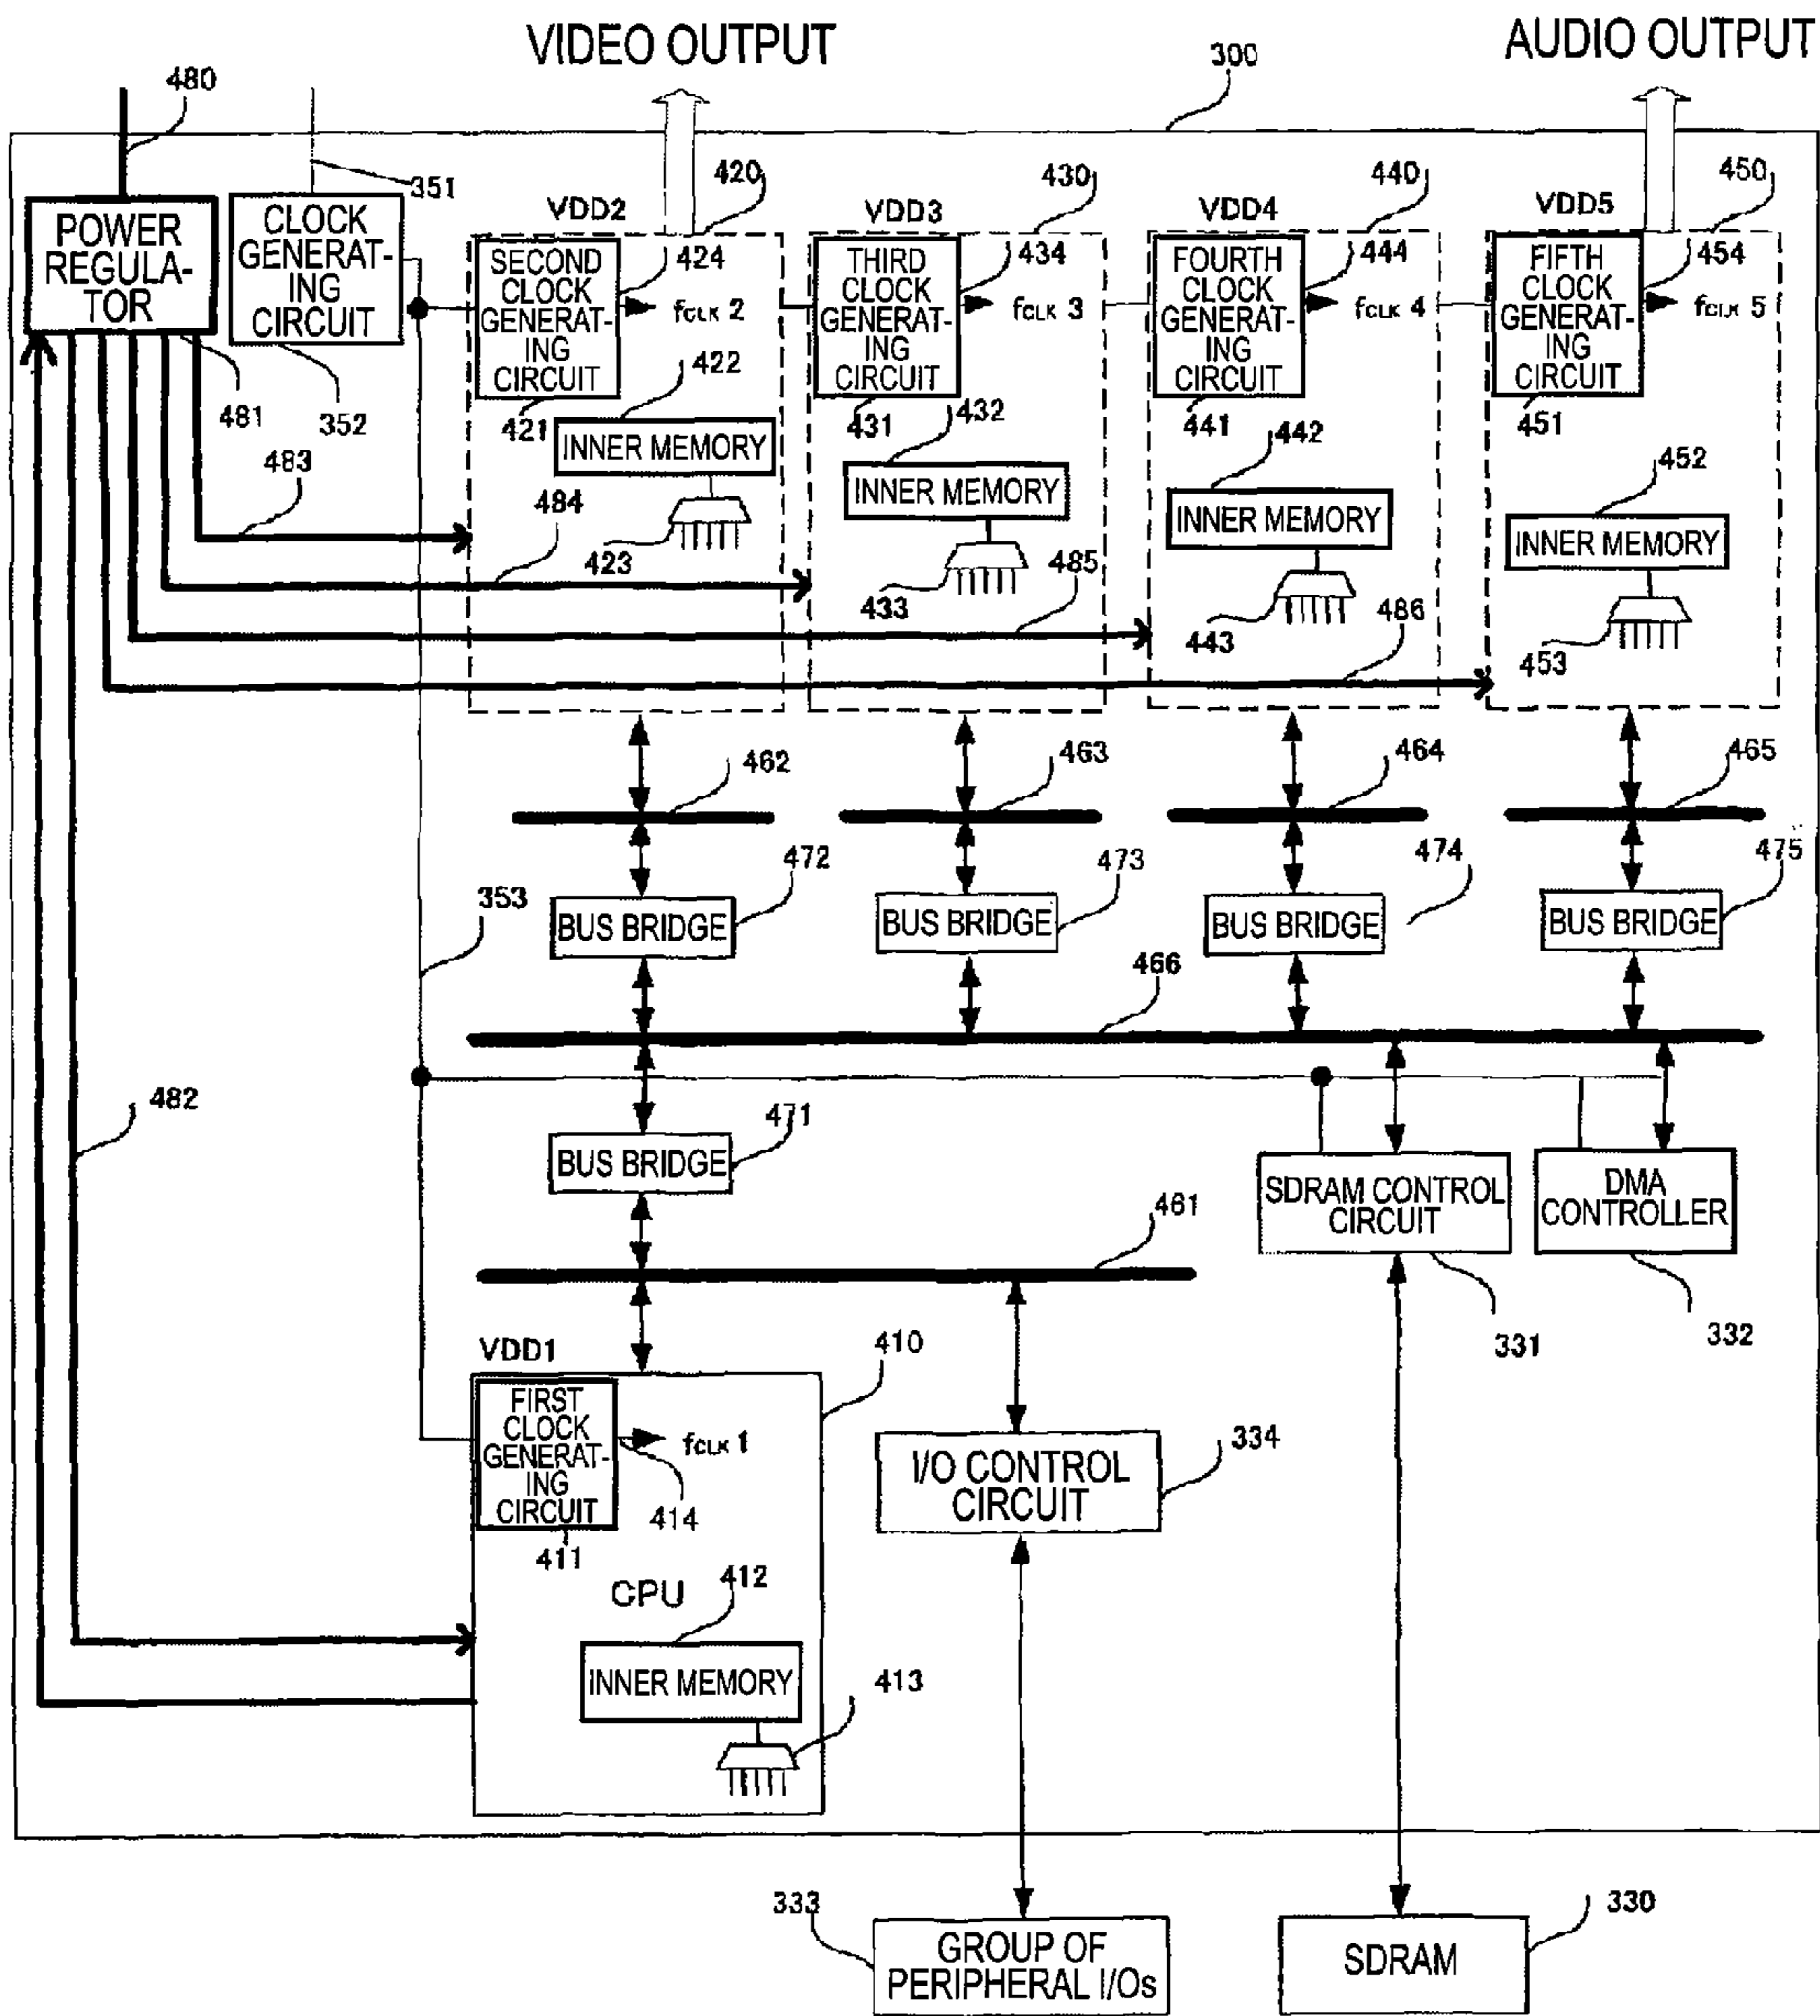 VIDEO OUTPUT
AUDIO OUTPUT
480
300
351
420
430
440
450
POWER
REGULA-
TOR
CLOCK
GENERAT-
ING
CIRCUIT
VDD2
VDD3
VDD4
VDD5
SECOND
CLOCK
GENERAT-
ING
CIRCUIT
424
fCLK 2
THIRD
CLOCK
GENERAT-
ING
CIRCUIT
434
fCLK 3
FOURTH
CLOCK
GENERAT-
ING
CIRCUIT
444
fCLK 4
FIFTH
CLOCK
GENERAT-
ING
CIRCUIT
454
fCLK 5
481
352
421
422
431
432
441
442
451
452
INNER MEMORY
INNER MEMORY
INNER MEMORY
INNER MEMORY
483
484
423
433
485
443
486
453
462
463
464
465
472
473
474
475
BUS BRIDGE
BUS BRIDGE
BUS BRIDGE
BUS BRIDGE
353
466
482
471
BUS BRIDGE
SDRAM CONTROL
CIRCUIT
DMA
CONTROLLER
461
331
332
VDD1
410
FIRST
CLOCK
GENERAT-
ING
CIRCUIT
fCLK 1
414
411
I/O CONTROL
CIRCUIT
334
CPU
412
INNER MEMORY
413
333
GROUP OF
PERIPHERAL I/Os
SDRAM
330